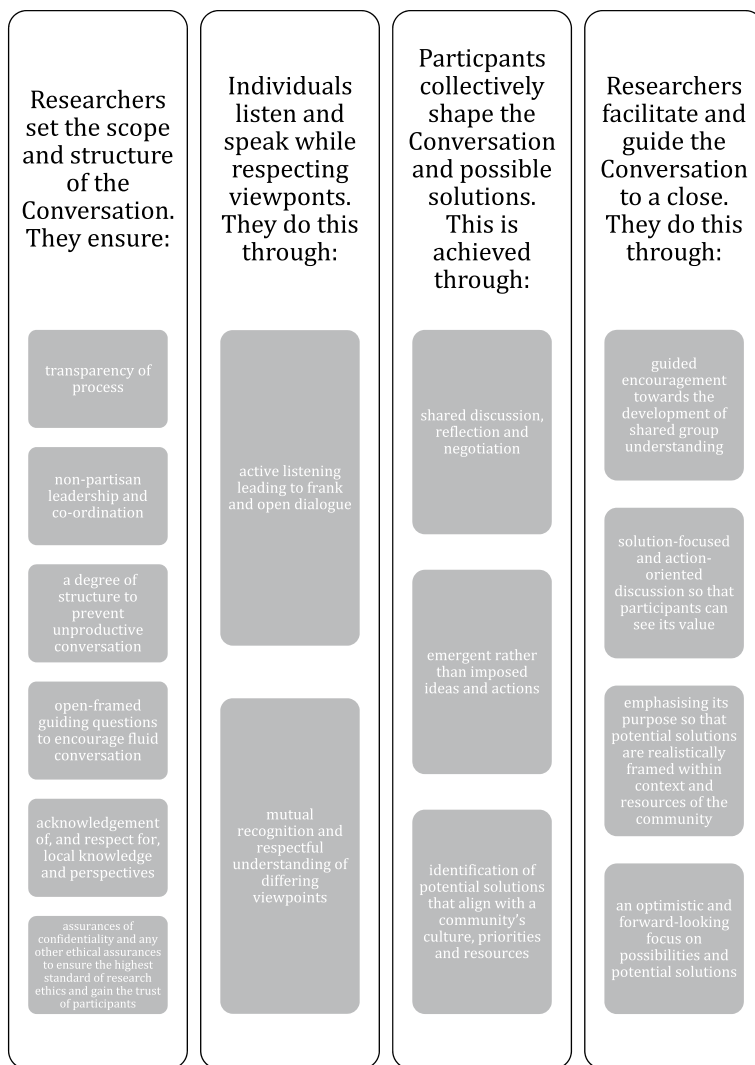 Researchers
set the scope
and structure
of the
Conversation.
They ensure:
transparency of
process
non-partisan
leadership and
co-ordination
a degree of
structure to
prevent
unproductive
conversation
open-framed
guiding questions
to encourage fluid
conversation
acknowledgement
of, and respect for,
local knowledge
and perspectives
assurances of
confidentiality and any
other ethical assurances
to ensure the highest
standard of research
ethics and gain the trust
of participants
Individuals
listen and
speak while
respecting
viewponts.
They do this
through:
active listening
leading to frank
and open dialogue
mutual
recognition and
respectful
understanding of
differing
viewpoints
Particpants
collectively
shape the
Conversation
and possible
solutions.
This is
achieved
through:
shared discussion,
reflection and
negotiation
emergent rather
than imposed
ideas and actions
identification of
potential solutions
that align with a
community's
culture, priorities
and resources
Researchers
facilitate and
guide the
Conversation
to a close.
They do this
through:
guided
encouragement
towards the
development of
shared group
understanding
solution-focused
and action-
oriented
discussion so that
participants can
see its value
emphasising its
purpose so that
potential solutions
are realistically
framed within
context and
resources of the
community
an optimistic and
forward-looking
focus on
possibilities and
potential solutions